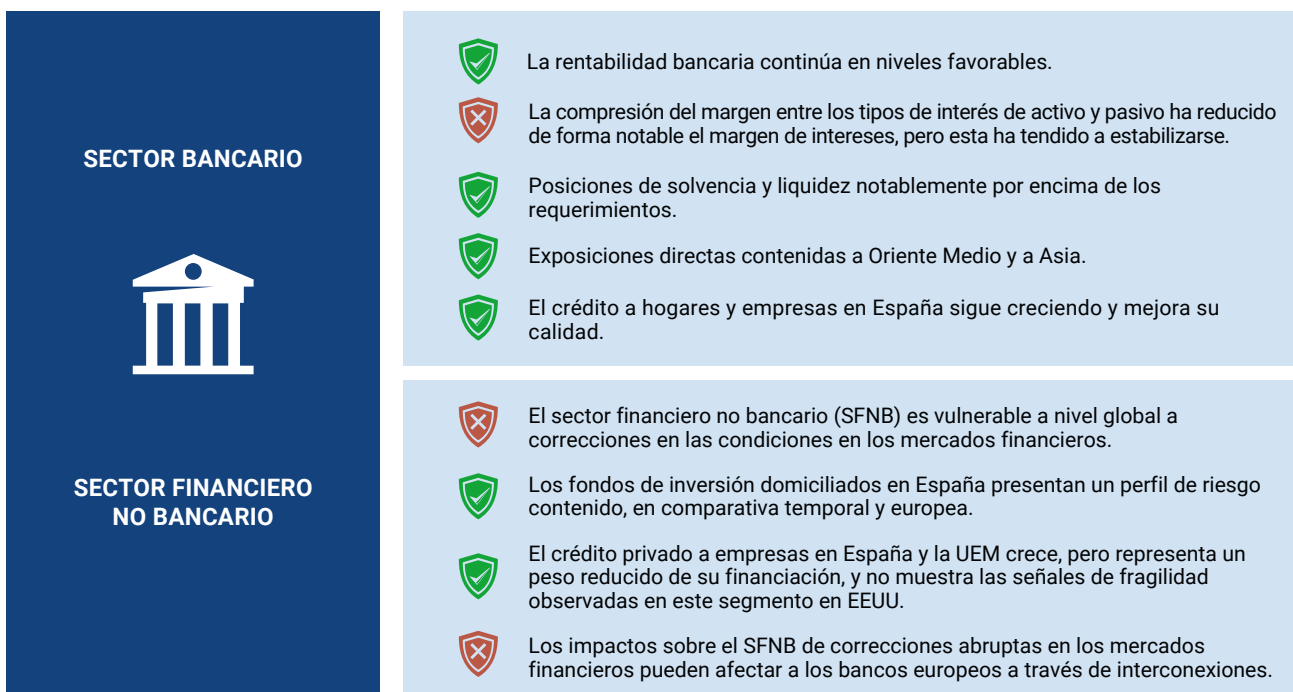 SECTOR BANCARIO
La rentabilidad bancaria continúa en niveles favorables.
La compresión del margen entre los tipos de interés de activo y pasivo ha reducido
de forma notable el margen de intereses, pero esta ha tendido a estabilizarse.
Posiciones de solvencia y liquidez notablemente por encima de los
requerimientos.
Exposiciones directas contenidas a Oriente Medio y a Asia.
El crédito a hogares y empresas en España sigue creciendo y mejora su
calidad.
SECTOR FINANCIERO
NO BANCARIO
El sector financiero no bancario (SFNB) es vulnerable a nivel global a
correcciones en las condiciones en los mercados financieros.
Los fondos de inversión domiciliados en España presentan un perfil de riesgo
contenido, en comparativa temporal y europea.
El crédito privado a empresas en España y la UEM crece, pero representa un
peso reducido de su financiación, y no muestra las señales de fragilidad
observadas en este segmento en EEUU.
Los impactos sobre el SFNB de correcciones abruptas en los mercados
financieros pueden afectar a los bancos europeos a través de interconexiones.